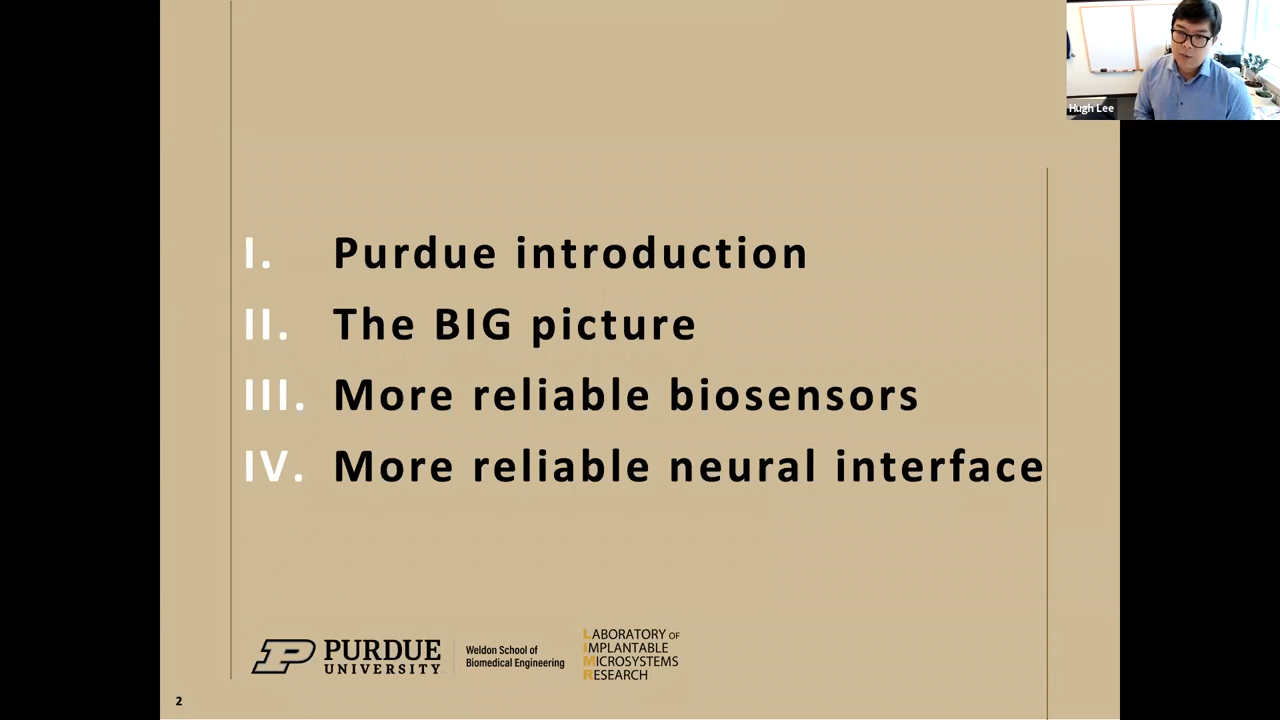 Hugh Lee
I. Purdue introduction
II. The BIG picture
III. More reliable biosensors
IV. More reliable neural interface
P PURDUE
UNIVERSITY
Weldon School of
Biomedical Engineering
LABORATORY OF
IMPLANTABLE
MICROSYSTEMS
RESEARCH
2